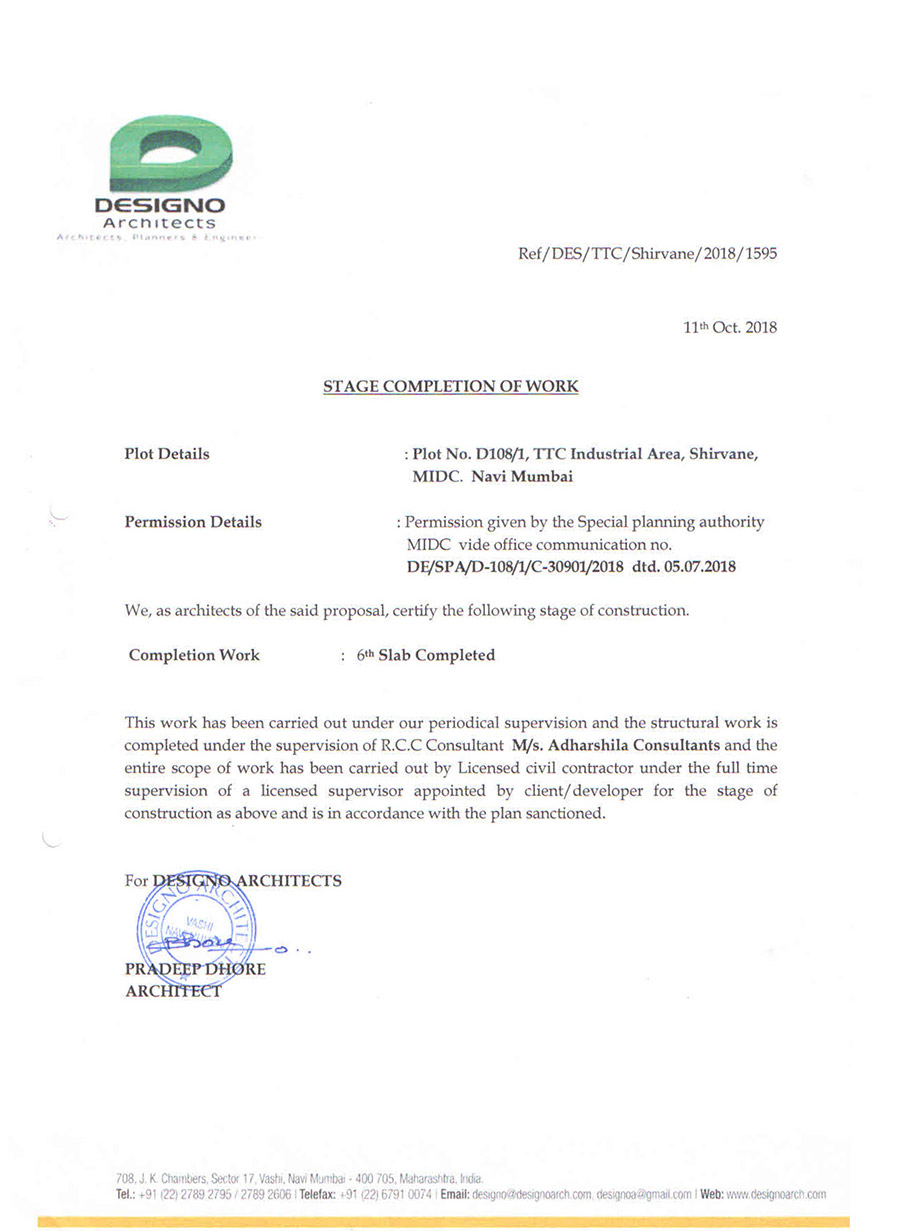 DESIGNO
Architects
Architects, Planners & Engineer
Ref/DES/TTC/Shirvane/2018/1595
11th Oct. 2018
STAGE COMPLETION OF WORK
Plot Details : Plot No. D108/1, TTC Industrial Area, Shirvane,
MIDC. Navi Mumbai
Permission Details : Permission given by the Special planning authority
MIDC vide office communication no.
DE/SPA/D-108/1/C-30901/2018 dtd. 05.07.2018
We, as architects of the said proposal, certify the following stage of construction.
Completion Work : 6th Slab Completed
This work has been carried out under our periodical supervision and the structural work is
completed under the supervision of R.C.C Consultant M/s. Adharshila Consultants and the
entire scope of work has been carried out by Licensed civil contractor under the full time
supervision of a licensed supervisor appointed by client/developer for the stage of
construction as above and is in accordance with the plan sanctioned.
For DESIGNO ARCHITECTS
DESIGNO ARCHITECT
VASHI
PRADEEP DHORE
ARCHITECT
708, J. K. Chambers, Sector 17, Vashi, Navi Mumbai - 400 705, Maharashtra, India.
Tel.: +91 (22) 2789 2795 / 2789 2606 | Telefax: +91 (22) 6791 0074 | Email: designo@designoarch.com, designoa@gmail.com | Web: www.designoarch.com